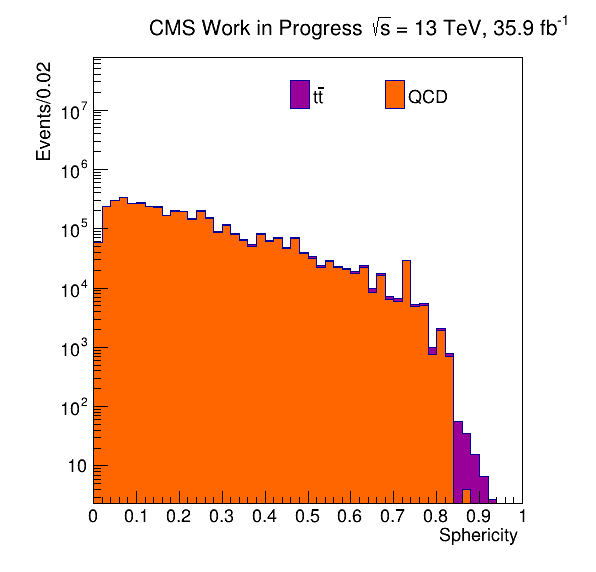 CMS Work in Progress √s = 13 TeV, 35.9 fb⁻¹
Events/0.02
tt̄
QCD
10⁷
10⁶
10⁵
10⁴
10³
10²
10
0 0.1 0.2 0.3 0.4 0.5 0.6 0.7 0.8 0.9 1
Sphericity